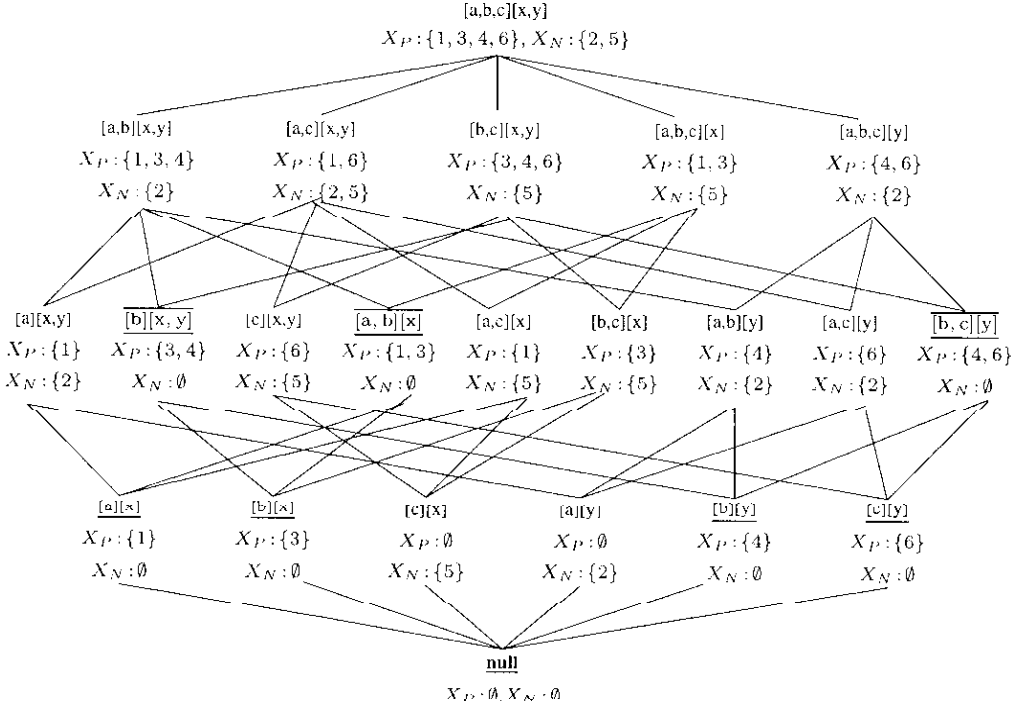 [a,b,c][x,y]
X_P : {1, 3, 4, 6}, X_N : {2, 5}
[a,b][x,y] [a,c][x,y] [b,c][x,y] [a,b,c][x] [a,b,c][y]
X_P : {1, 3, 4} X_P : {1, 6} X_P : {3, 4, 6} X_P : {1, 3} X_P : {4, 6}
X_N : {2} X_N : {2, 5} X_N : {5} X_N : {5} X_N : {2}
[a][x,y] [b][x, y] [c][x,y] [a, b][x] [a,c][x] [b,c][x] [a,b][y] [a,c][y] [b, c][y]
X_P : {1} X_P : {3, 4} X_P : {6} X_P : {1, 3} X_P : {1} X_P : {3} X_P : {4} X_P : {6} X_P : {4, 6}
X_N : {2} X_N : ∅ X_N : {5} X_N : ∅ X_N : {5} X_N : {5} X_N : {2} X_N : {2} X_N : ∅
[a][x] [b][x] [c][x] [a][y] [b][y] [c][y]
X_P : {1} X_P : {3} X_P : ∅ X_P : ∅ X_P : {4} X_P : {6}
X_N : ∅ X_N : ∅ X_N : {5} X_N : {2} X_N : ∅ X_N : ∅
null
X_P : ∅, X_N : ∅